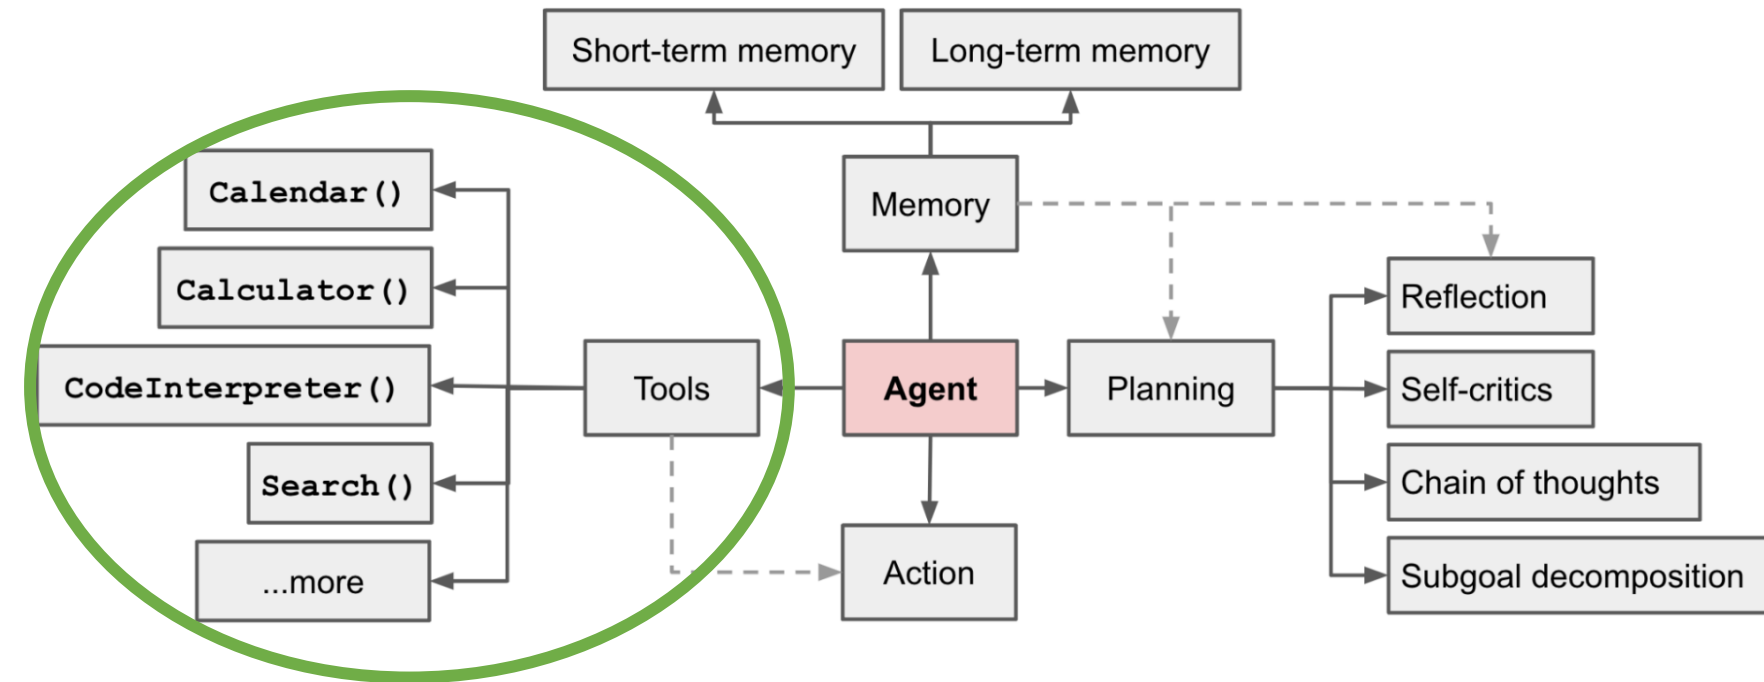 Short-term memory
Long-term memory
Calendar()
Memory
Calculator()
Reflection
CodeInterpreter()
Tools
Agent
Planning
Self-critics
Search()
Chain of thoughts
...more
Action
Subgoal decomposition